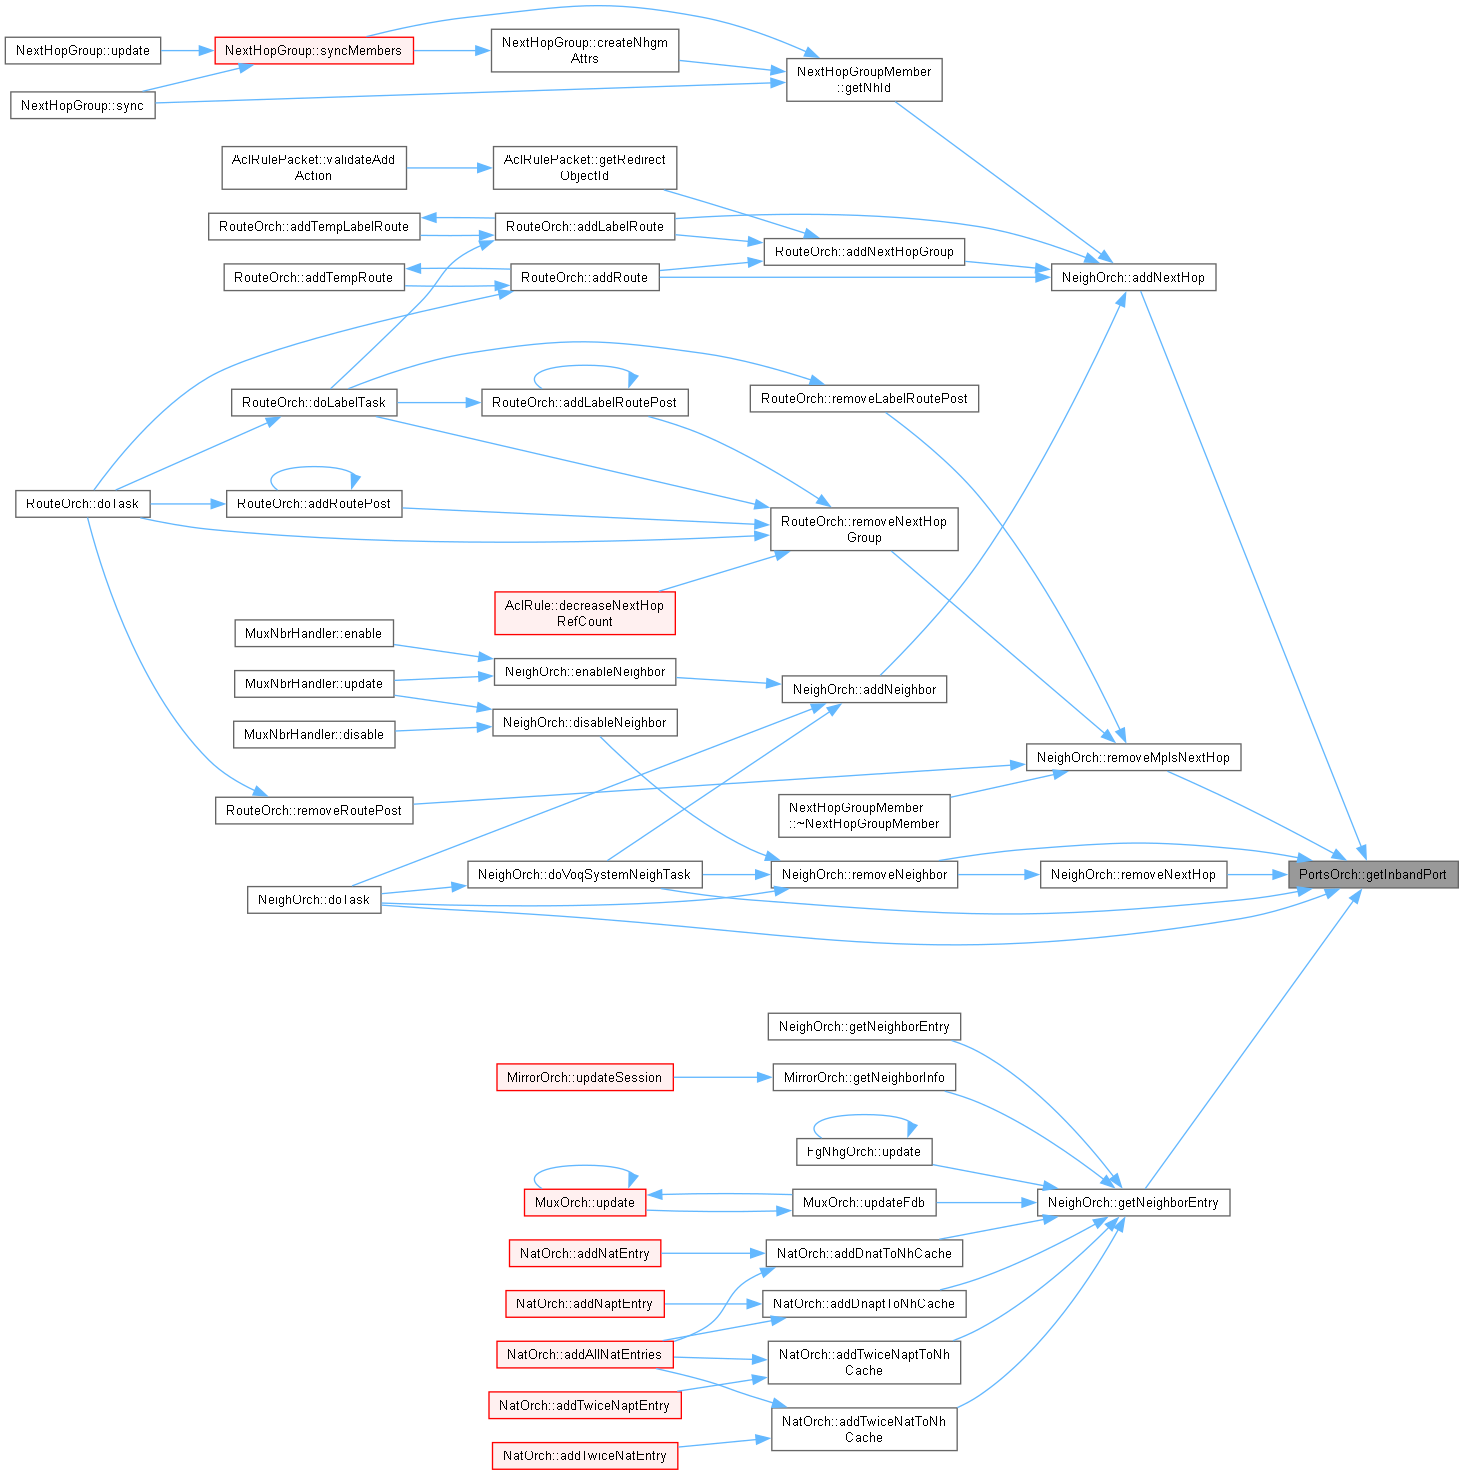 NextHopGroup::update
NextHopGroup::syncMembers
NextHopGroup::createNhgm
Attrs
NextHopGroupMember
::getNhId
NextHopGroup::sync
AclRulePacket::validateAdd
Action
AclRulePacket::getRedirect
ObjectId
RouteOrch::addTempLabelRoute
RouteOrch::addLabelRoute
RouteOrch::addNextHopGroup
RouteOrch::addTempRoute
RouteOrch::addRoute
NeighOrch::addNextHop
RouteOrch::doLabelTask
RouteOrch::addLabelRoutePost
RouteOrch::removeLabelRoutePost
RouteOrch::doTask
RouteOrch::addRoutePost
RouteOrch::removeNextHop
Group
AclRule::decreaseNextHop
RefCount
MuxNbrHandler::enable
NeighOrch::enableNeighbor
MuxNbrHandler::update
NeighOrch::addNeighbor
NeighOrch::disableNeighbor
MuxNbrHandler::disable
NeighOrch::removeMplsNextHop
RouteOrch::removeRoutePost
NextHopGroupMember
::~NextHopGroupMember
NeighOrch::doVoqSystemNeighTask
NeighOrch::removeNeighbor
NeighOrch::removeNextHop
PortsOrch::getInbandPort
NeighOrch::doTask
NeighOrch::getNeighborEntry
MirrorOrch::updateSession
MirrorOrch::getNeighborInfo
FgNhgOrch::update
MuxOrch::update
MuxOrch::updateFdb
NeighOrch::getNeighborEntry
NatOrch::addNatEntry
NatOrch::addDnatToNhCache
NatOrch::addNaptEntry
NatOrch::addDnaptToNhCache
NatOrch::addAllNatEntries
NatOrch::addTwiceNaptToNh
Cache
NatOrch::addTwiceNaptEntry
NatOrch::addTwiceNatToNh
Cache
NatOrch::addTwiceNatEntry